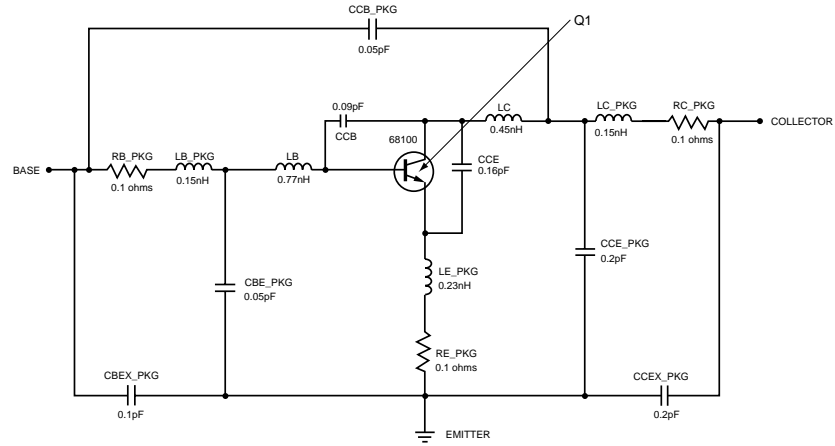 CCB_PKG
0.05pF
Q1
0.09pF
CCB
68100
LC
0.45nH
LC_PKG
0.15nH
RC_PKG
0.1 ohms
COLLECTOR
BASE
RB_PKG
0.1 ohms
LB_PKG
0.15nH
LB
0.77nH
CCE
0.16pF
CCE_PKG
0.2pF
CBE_PKG
0.05pF
LE_PKG
0.23nH
RE_PKG
0.1 ohms
CBEX_PKG
0.1pF
CCEX_PKG
0.2pF
EMITTER